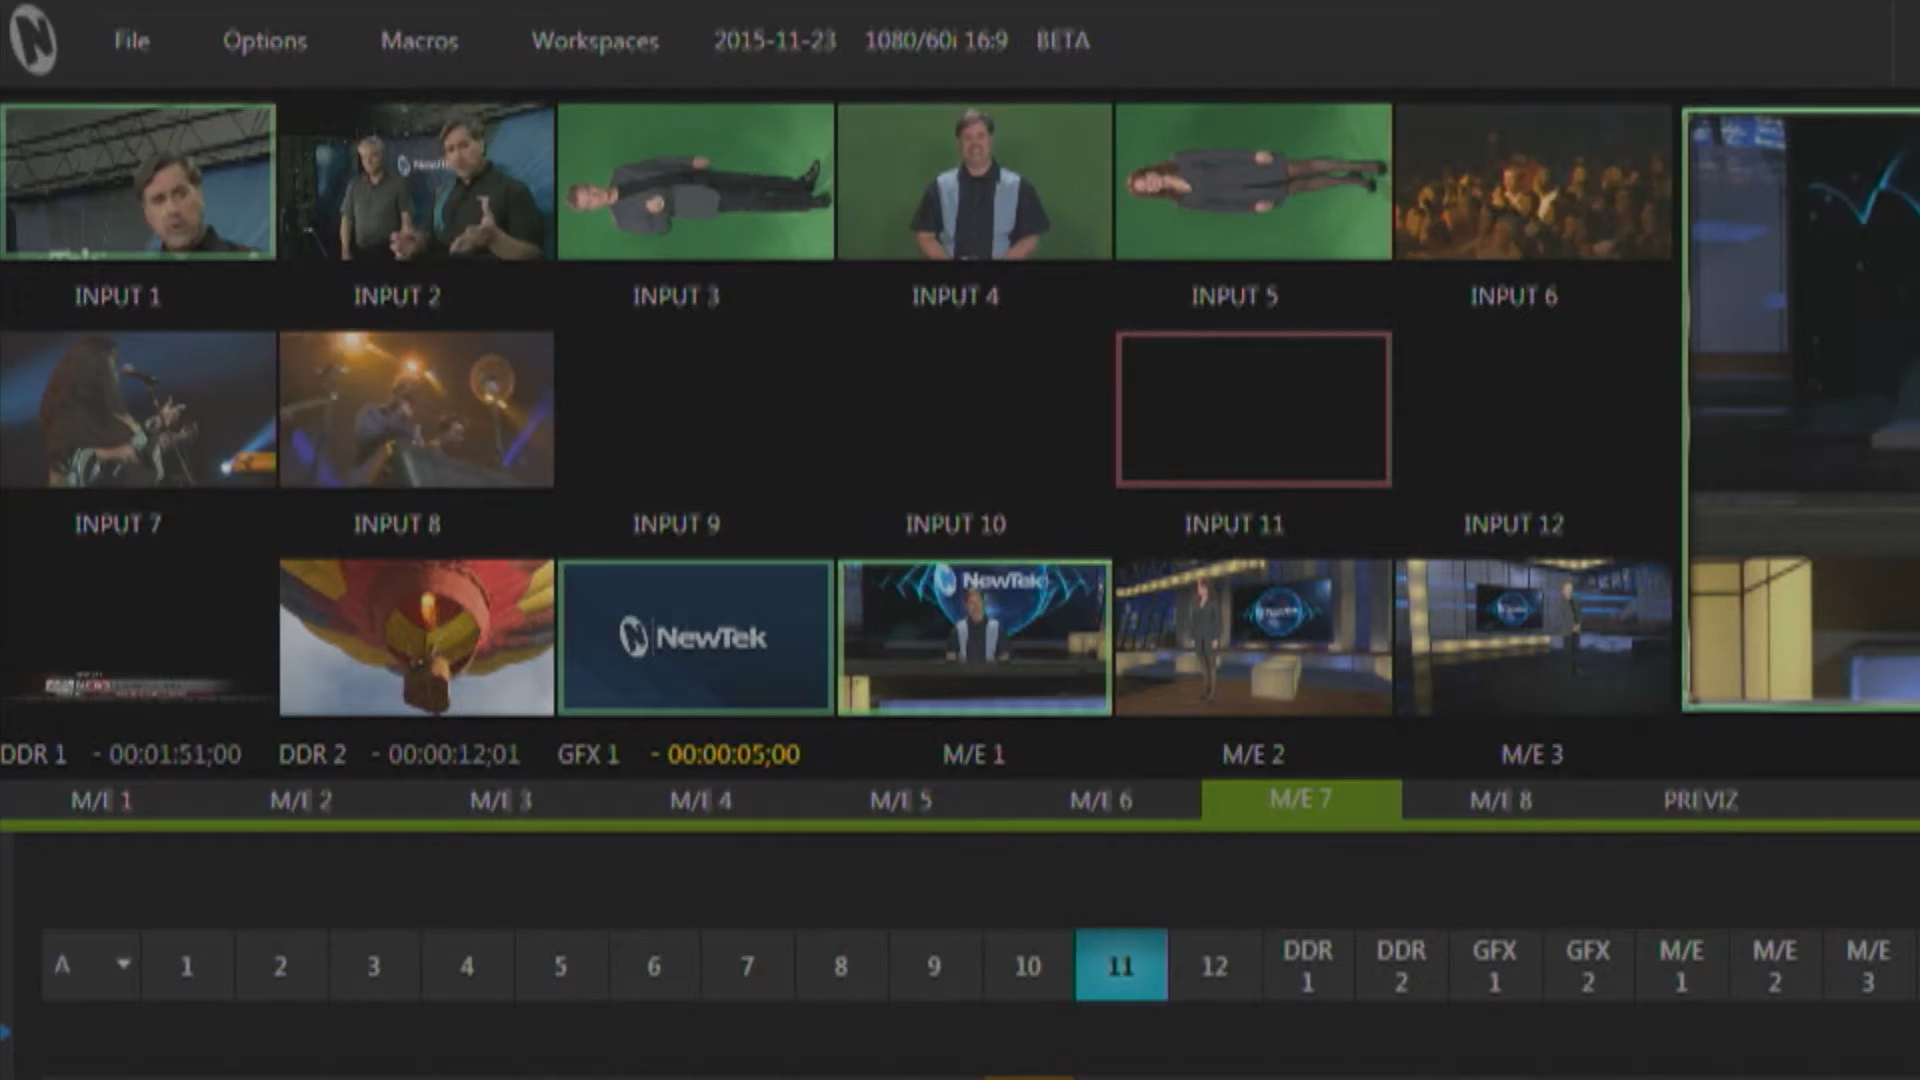 File Options Macros Workspaces 2015-11-23 1080/60i 16:9 BETA
INPUT 1 INPUT 2 INPUT 3 INPUT 4 INPUT 5 INPUT 6
INPUT 7 INPUT 8 INPUT 9 INPUT 10 INPUT 11 INPUT 12
NewTek NewTek
DDR 1 - 00:01:51;00 DDR 2 - 00:00:12;01 GFX 1 - 00:00:05;00 M/E 1 M/E 2 M/E 3
M/E 1 M/E 2 M/E 3 M/E 4 M/E 5 M/E 6 M/E 7 M/E 8 PREVIZ
A 1 2 3 4 5 6 7 8 9 10 11 12 DDR 1 DDR 2 GFX 1 GFX 2 M/E 1 M/E 2 M/E 3